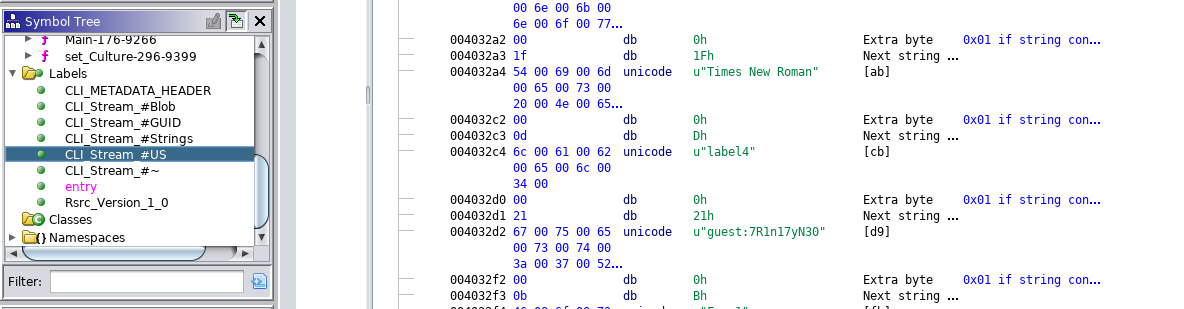 Symbol Tree
Main-176-9266
set_Culture-296-9399
Labels
CLI_METADATA_HEADER
CLI_Stream_#Blob
CLI_Stream_#GUID
CLI_Stream_#Strings
CLI_Stream_#US
CLI_Stream_#~
entry
Rsrc_Version_1_0
Classes
Namespaces
Filter:
00 6e 00 6b 00
6e 00 6f 00 77...
004032a2 00 db 0h Extra byte 0x01 if string con...
004032a3 1f db 1Fh Next string ...
004032a4 54 00 69 00 6d unicode u"Times New Roman" [ab]
00 65 00 73 00
20 00 4e 00 65...
004032c2 00 db 0h Extra byte 0x01 if string con...
004032c3 0d db Dh Next string ...
004032c4 6c 00 61 00 62 unicode u"label4" [cb]
00 65 00 6c 00
34 00
004032d0 00 db 0h Extra byte 0x01 if string con...
004032d1 21 db 21h Next string ...
004032d2 67 00 75 00 65 unicode u"guest:7R1n17yN30" [d9]
00 73 00 74 00
3a 00 37 00 52...
004032f2 00 db 0h Extra byte 0x01 if string con...
004032f3 0b db Bh Next string ...